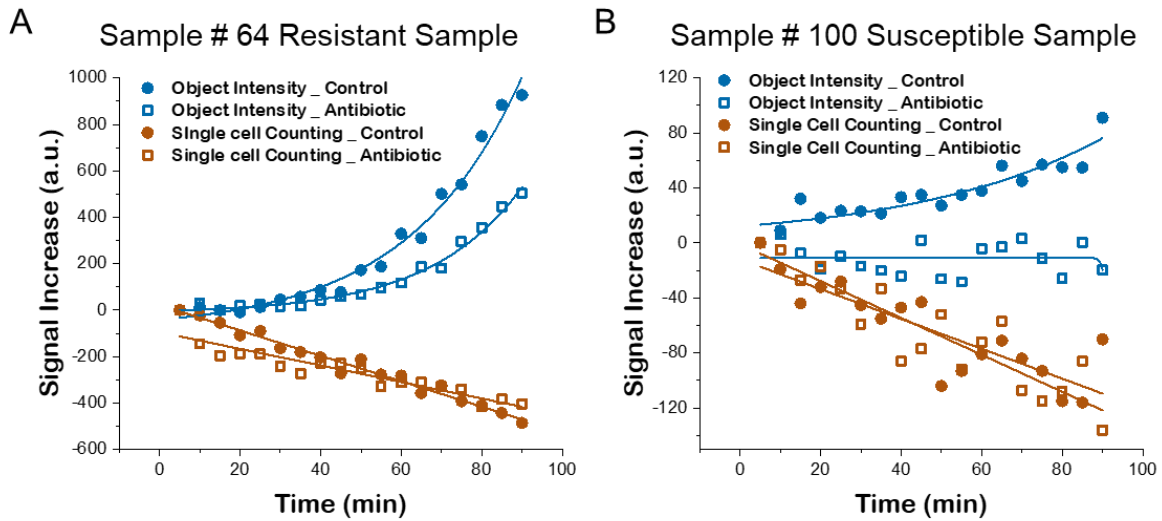 A
Sample # 64 Resistant Sample
1000
800
600
400
200
0
-200
-400
-600
Signal Increase (a.u.)
Object Intensity _ Control
Object Intensity _ Antibiotic
SIngle cell Counting _ Control
Single cell Counting _ Antibiotic
0
20
40
60
80
100
Time (min)
B
Sample # 100 Susceptible Sample
120
80
40
0
-40
-80
-120
Signal Increase (a.u.)
Object Intensity _ Control
Object Intensity _ Antibiotic
Single Cell Counting _ Control
Single Cell Counting _ Antibiotic
0
20
40
60
80
100
Time (min)